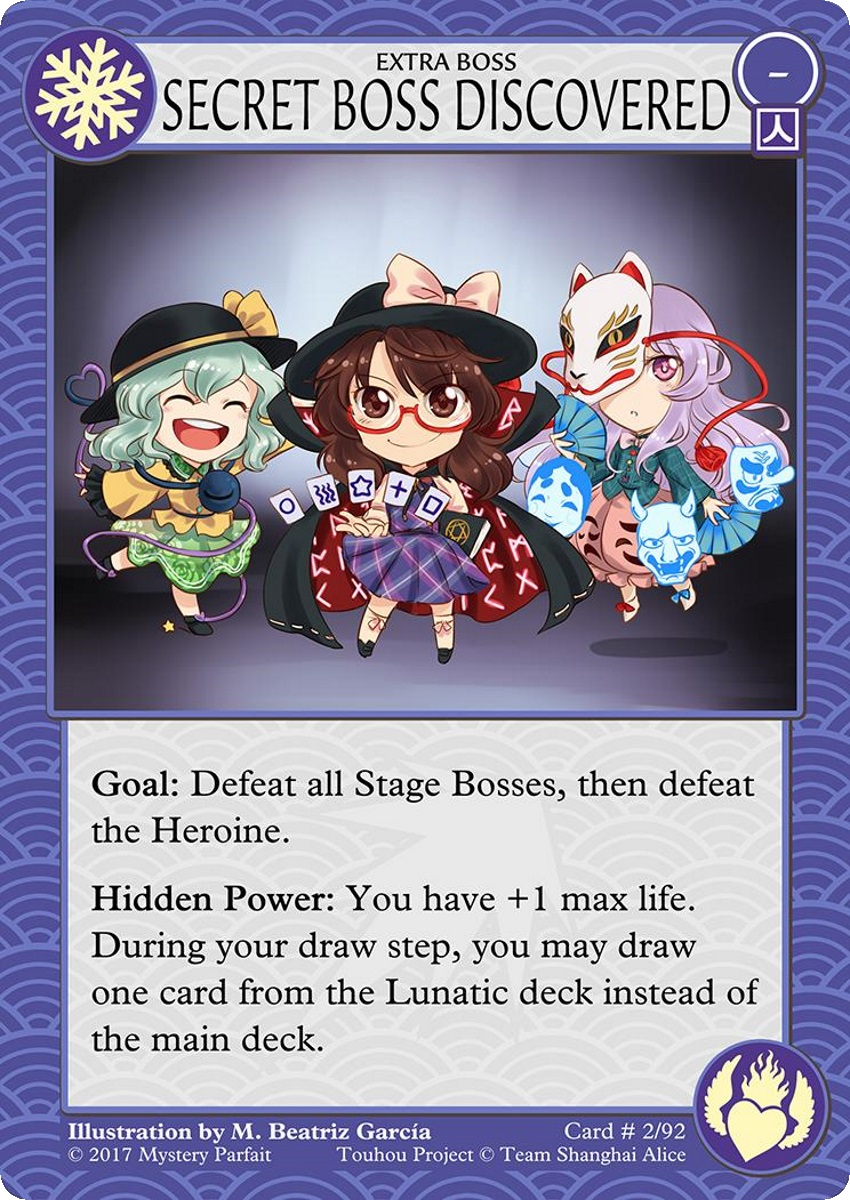 EXTRA BOSS
SECRET BOSS DISCOVERED
-
人
Goal: Defeat all Stage Bosses, then defeat
the Heroine.
Hidden Power: You have +1 max life.
During your draw step, you may draw
one card from the Lunatic deck instead of
the main deck.
Illustration by M. Beatriz García
Card # 2/92
© 2017 Mystery Parfait
Touhou Project © Team Shanghai Alice